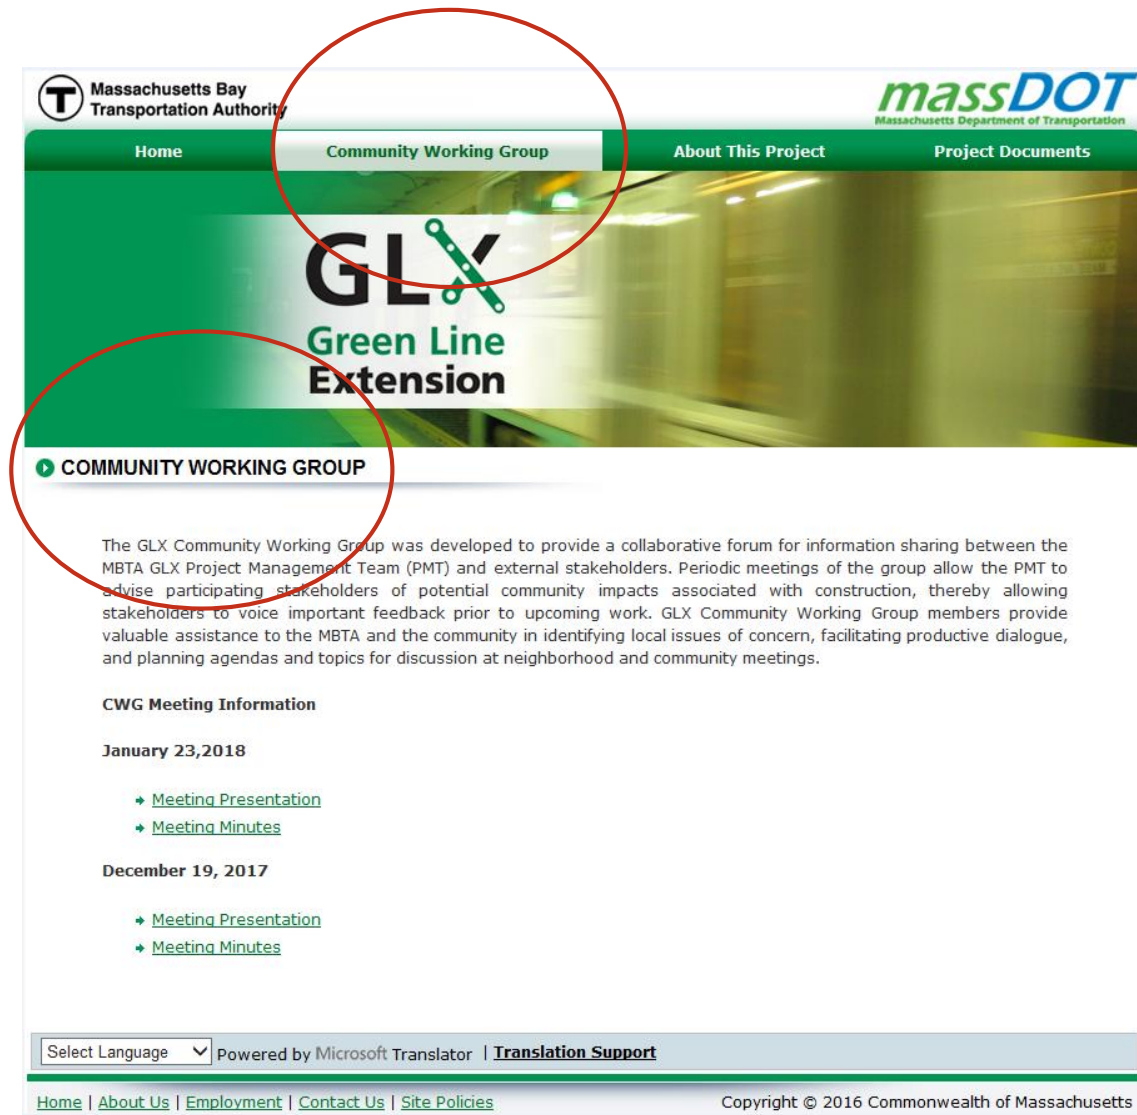 Massachusetts Bay
Transportation Authority
massDOT
Massachusetts Department of Transportation
Home Community Working Group About This Project Project Documents
GLX
Green Line
Extension
COMMUNITY WORKING GROUP
The GLX Community Working Group was developed to provide a collaborative forum for information sharing between the
MBTA GLX Project Management Team (PMT) and external stakeholders. Periodic meetings of the group allow the PMT to
advise participating stakeholders of potential community impacts associated with construction, thereby allowing
stakeholders to voice important feedback prior to upcoming work. GLX Community Working Group members provide
valuable assistance to the MBTA and the community in identifying local issues of concern, facilitating productive dialogue,
and planning agendas and topics for discussion at neighborhood and community meetings.
CWG Meeting Information
January 23,2018
Meeting Presentation
Meeting Minutes
December 19, 2017
Meeting Presentation
Meeting Minutes
Select Language Powered by Microsoft Translator | Translation Support
Home | About Us | Employment | Contact Us | Site Policies Copyright © 2016 Commonwealth of Massachusetts